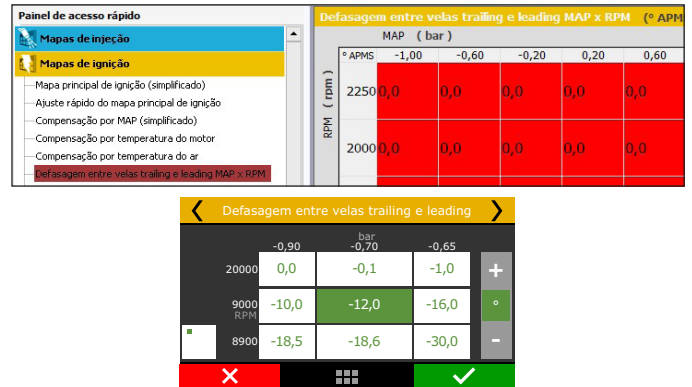 Painel de acesso rápido
Mapas de injeção
Mapas de ignição
Mapa principal de ignição (simplificado)
Ajuste rápido do mapa principal de ignição
Compensação por MAP (simplificado)
Compensação por temperatura do motor
Compensação por temperatura do ar
Defasagem entre velas trailing e leading MAP x RPM
Defasagem entre velas trailing e leading MAP x RPM (° APM
MAP ( bar )
° APMS -1,00 -0,60 -0,20 0,20 0,60
RPM ( rpm )
2250 0,0 0,0 0,0 0,0 0,0
2000 0,0 0,0 0,0 0,0 0,0
Defasagem entre velas trailing e leading
bar
-0,90 -0,70 -0,65
20000 0,0 -0,1 -1,0 +
9000 -10,0 -12,0 -16,0 °
RPM
8900 -18,5 -18,6 -30,0 -